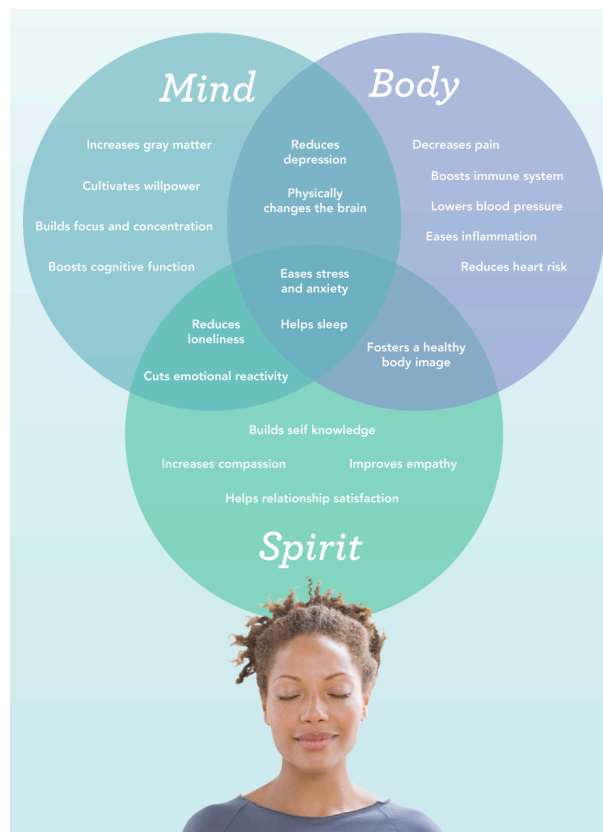 Mind
Body
Increases gray matter
Cultivates willpower
Builds focus and concentration
Boosts cognitive function
Reduces
depression
Physically
changes the brain
Decreases pain
Boosts immune system
Lowers blood pressure
Eases inflammation
Reduces heart risk
Eases stress
and anxiety
Helps sleep
Reduces
loneliness
Cuts emotional reactivity
Fosters a healthy
body image
Builds self knowledge
Increases compassion
Improves empathy
Helps relationship satisfaction
Spirit